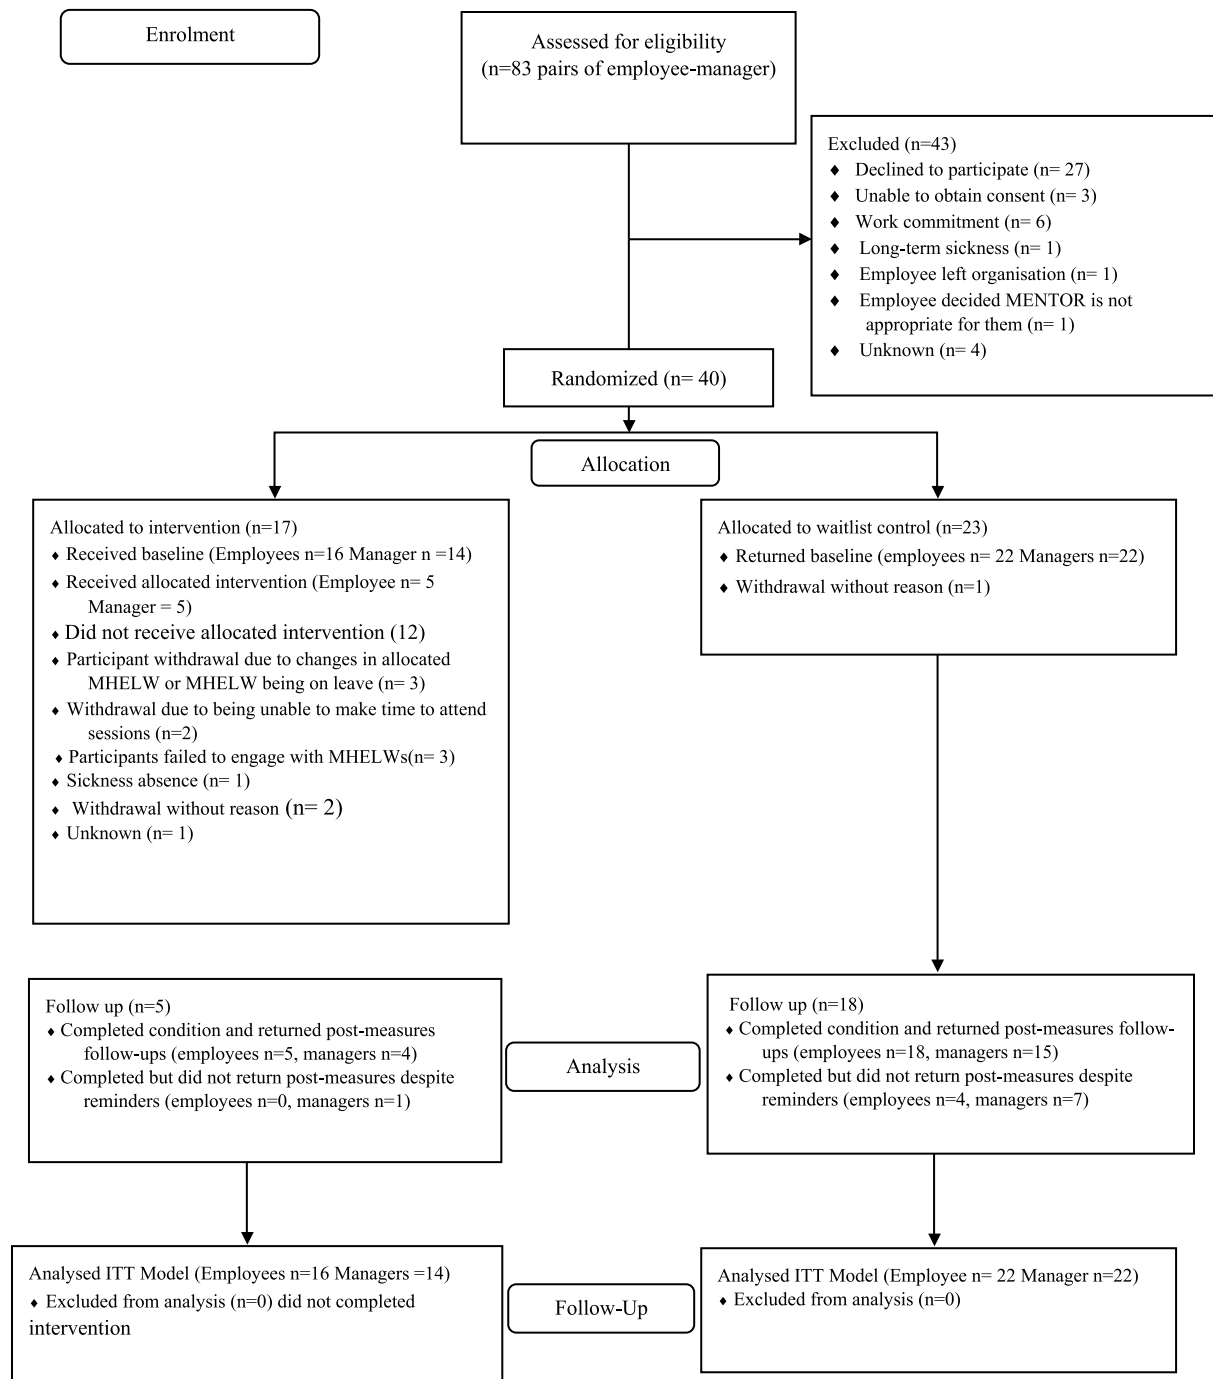 Enrolment
Assessed for eligibility
(n=83 pairs of employee-manager)
Excluded (n=43)
♦ Declined to participate (n= 27)
♦ Unable to obtain consent (n= 3)
♦ Work commitment (n= 6)
♦ Long-term sickness (n= 1)
♦ Employee left organisation (n= 1)
♦ Employee decided MENTOR is not
appropriate for them (n= 1)
♦ Unknown (n= 4)
Randomized (n= 40)
Allocation
Allocated to intervention (n=17)
♦ Received baseline (Employees n=16 Manager n =14)
♦ Received allocated intervention (Employee n= 5
Manager = 5)
♦ Did not receive allocated intervention (12)
♦ Participant withdrawal due to changes in allocated
MHELW or MHELW being on leave (n= 3)
♦ Withdrawal due to being unable to make time to attend
sessions (n=2)
♦ Participants failed to engage with MHELWs(n= 3)
♦ Sickness absence (n= 1)
♦ Withdrawal without reason (n= 2)
♦ Unknown (n= 1)
Allocated to waitlist control (n=23)
♦ Returned baseline (employees n= 22 Managers n=22)
♦ Withdrawal without reason (n=1)
Follow up (n=5)
♦ Completed condition and returned post-measures
follow-ups (employees n=5, managers n=4)
♦ Completed but did not return post-measures despite
reminders (employees n=0, managers n=1)
Analysis
Follow up (n=18)
♦ Completed condition and returned post-measures follow-
ups (employees n=18, managers n=15)
♦ Completed but did not return post-measures despite
reminders (employees n=4, managers n=7)
Analysed ITT Model (Employees n=16 Managers =14)
♦ Excluded from analysis (n=0) did not completed
intervention
Follow-Up
Analysed ITT Model (Employee n= 22 Manager n=22)
♦ Excluded from analysis (n=0)